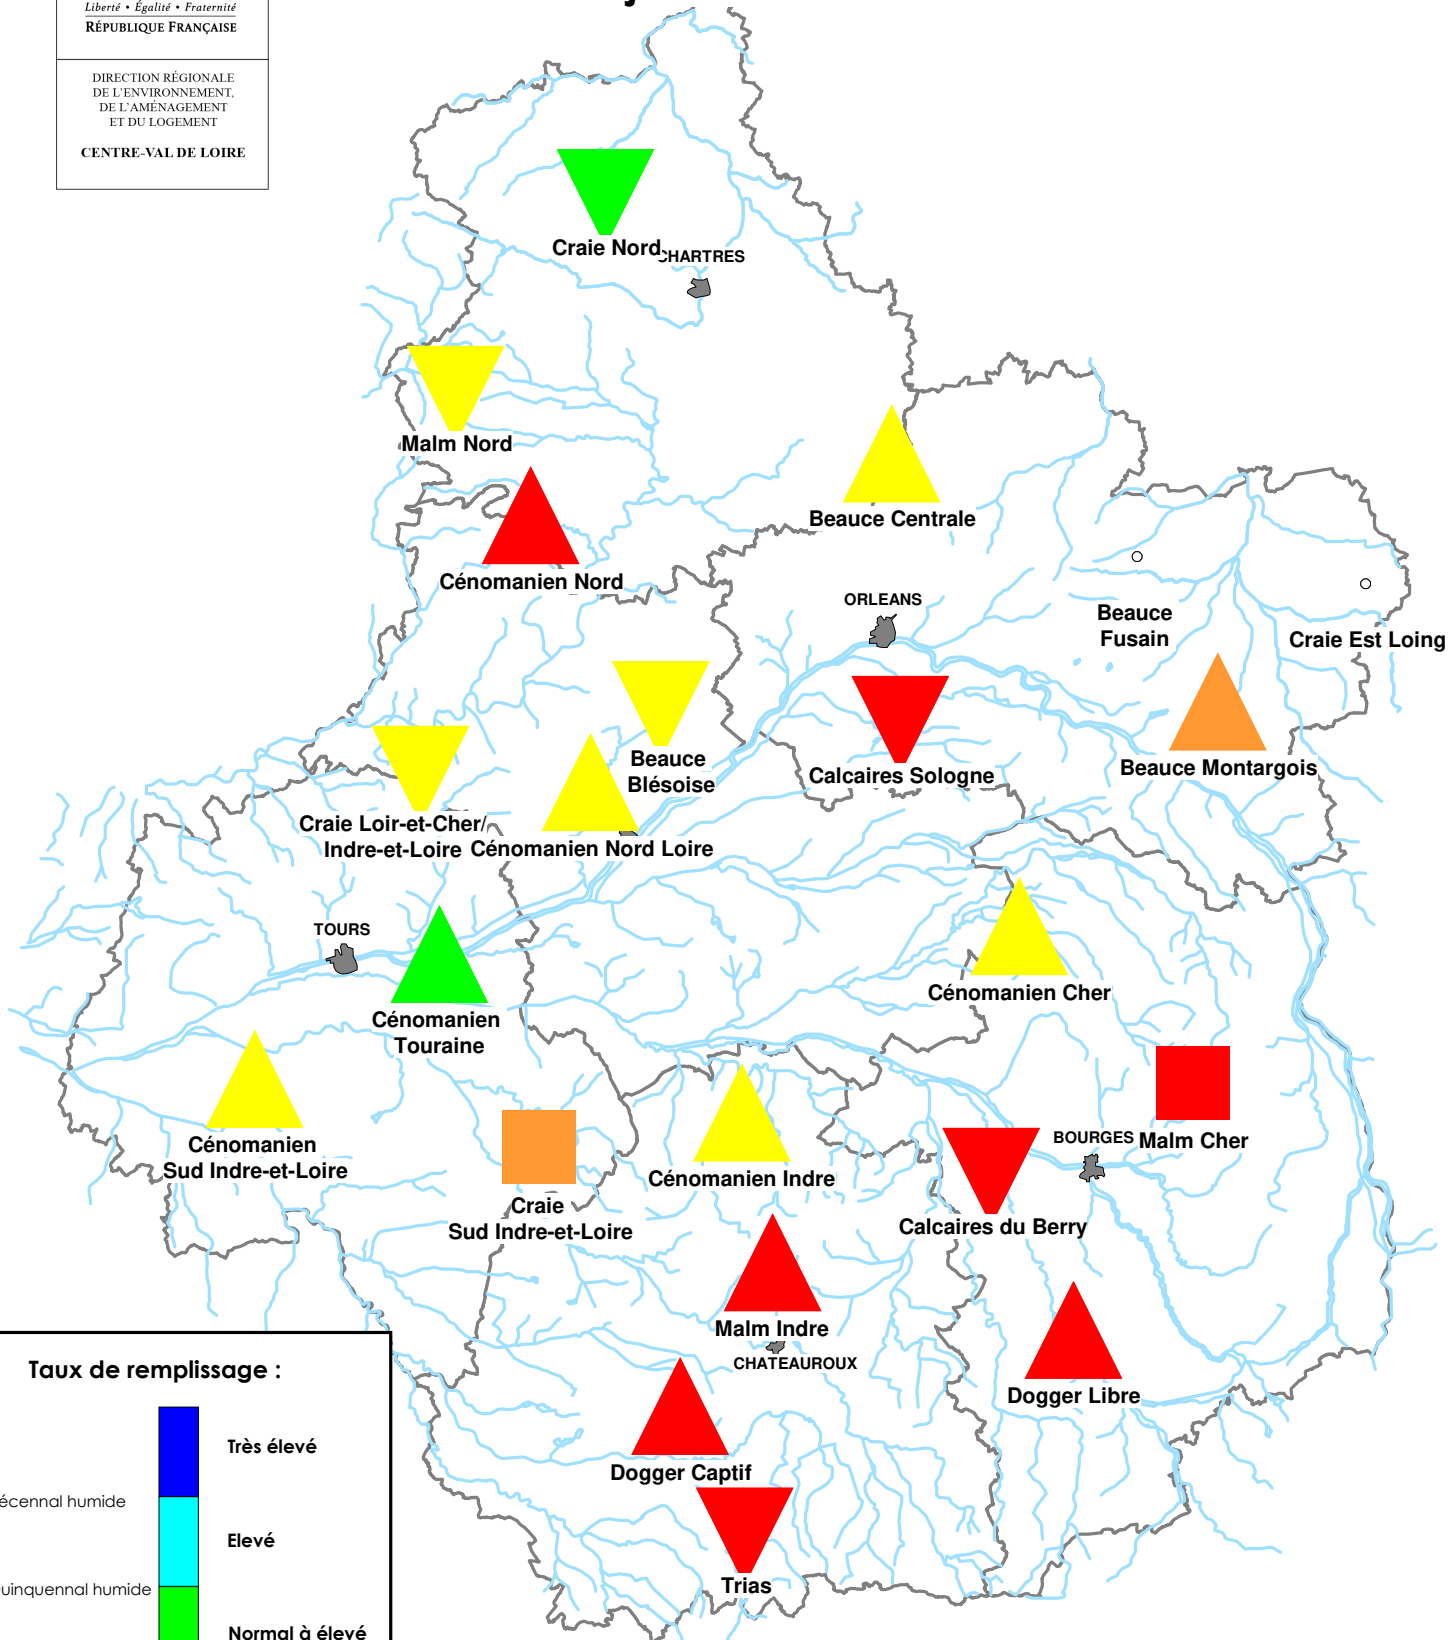 Liberté • Égalité • Fraternité
RÉPUBLIQUE FRANÇAISE
DIRECTION RÉGIONALE
DE L'ENVIRONNEMENT,
DE L'AMÉNAGEMENT
ET DU LOGEMENT
CENTRE-VAL DE LOIRE
Craie Nord
CHARTRES
Malm Nord
Beauce Centrale
Cénomanien Nord
ORLEANS
Beauce
Fusain
Craie Est Loing
Beauce
Blésoise
Calcaires Sologne
Beauce Montargois
Craie Loir-et-Cher/
Indre-et-Loire
Cénomanien Nord Loire
TOURS
Cénomanien
Touraine
Cénomanien Cher
Cénomanien
Sud Indre-et-Loire
Craie
Sud Indre-et-Loire
Cénomanien Indre
BOURGES
Malm Cher
Calcaires du Berry
Malm Indre
CHATEAUROUX
Dogger Libre
Dogger Captif
Trias
Taux de remplissage :
Très élevé
écennal humide
Elevé
uinquennal humide
Normal à élevé